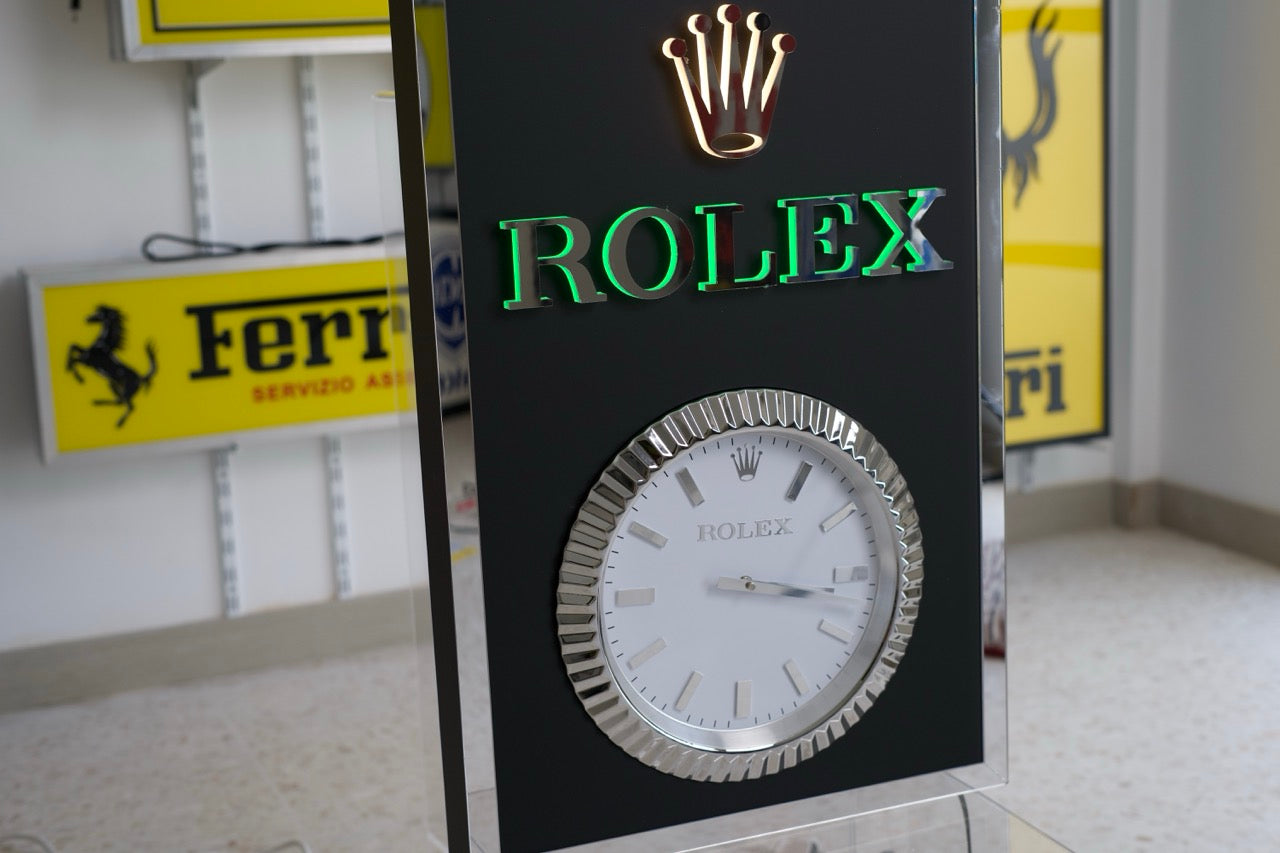 ROLEX
Ferr
SERVIZIO ASS
ri
ROLEX